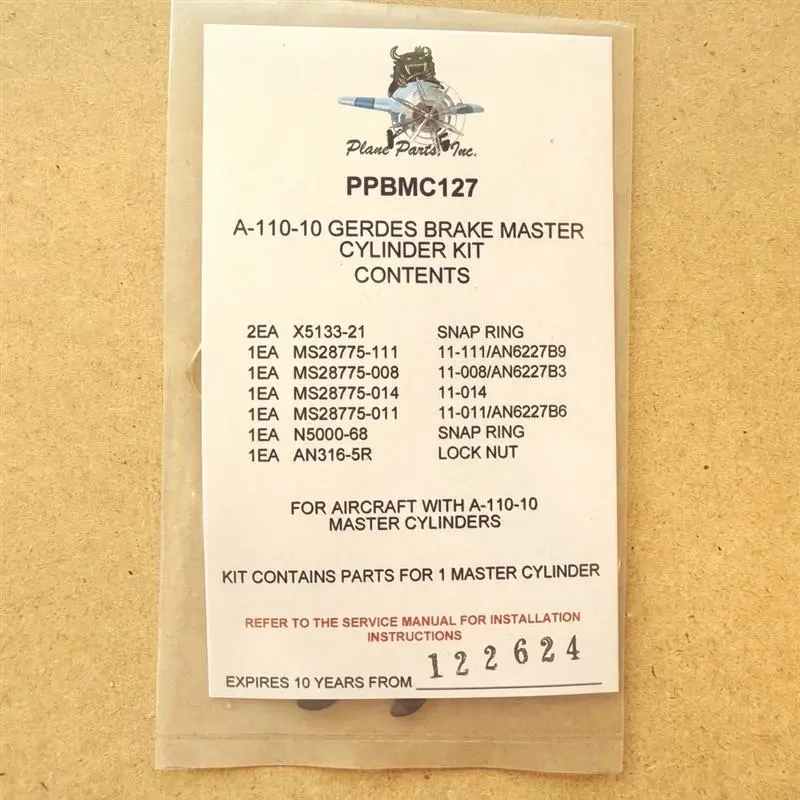 Plane Parts, Inc.
PPBMC127
A-110-10 GERDES BRAKE MASTER
CYLINDER KIT
CONTENTS
2EA X5133-21 SNAP RING
1EA MS28775-111 11-111/AN6227B9
1EA MS28775-008 11-008/AN6227B3
1EA MS28775-014 11-014
1EA MS28775-011 11-011/AN6227B6
1EA N5000-68 SNAP RING
1EA AN316-5R LOCK NUT
FOR AIRCRAFT WITH A-110-10
MASTER CYLINDERS
KIT CONTAINS PARTS FOR 1 MASTER CYLINDER
REFER TO THE SERVICE MANUAL FOR INSTALLATION
INSTRUCTIONS
EXPIRES 10 YEARS FROM 122624